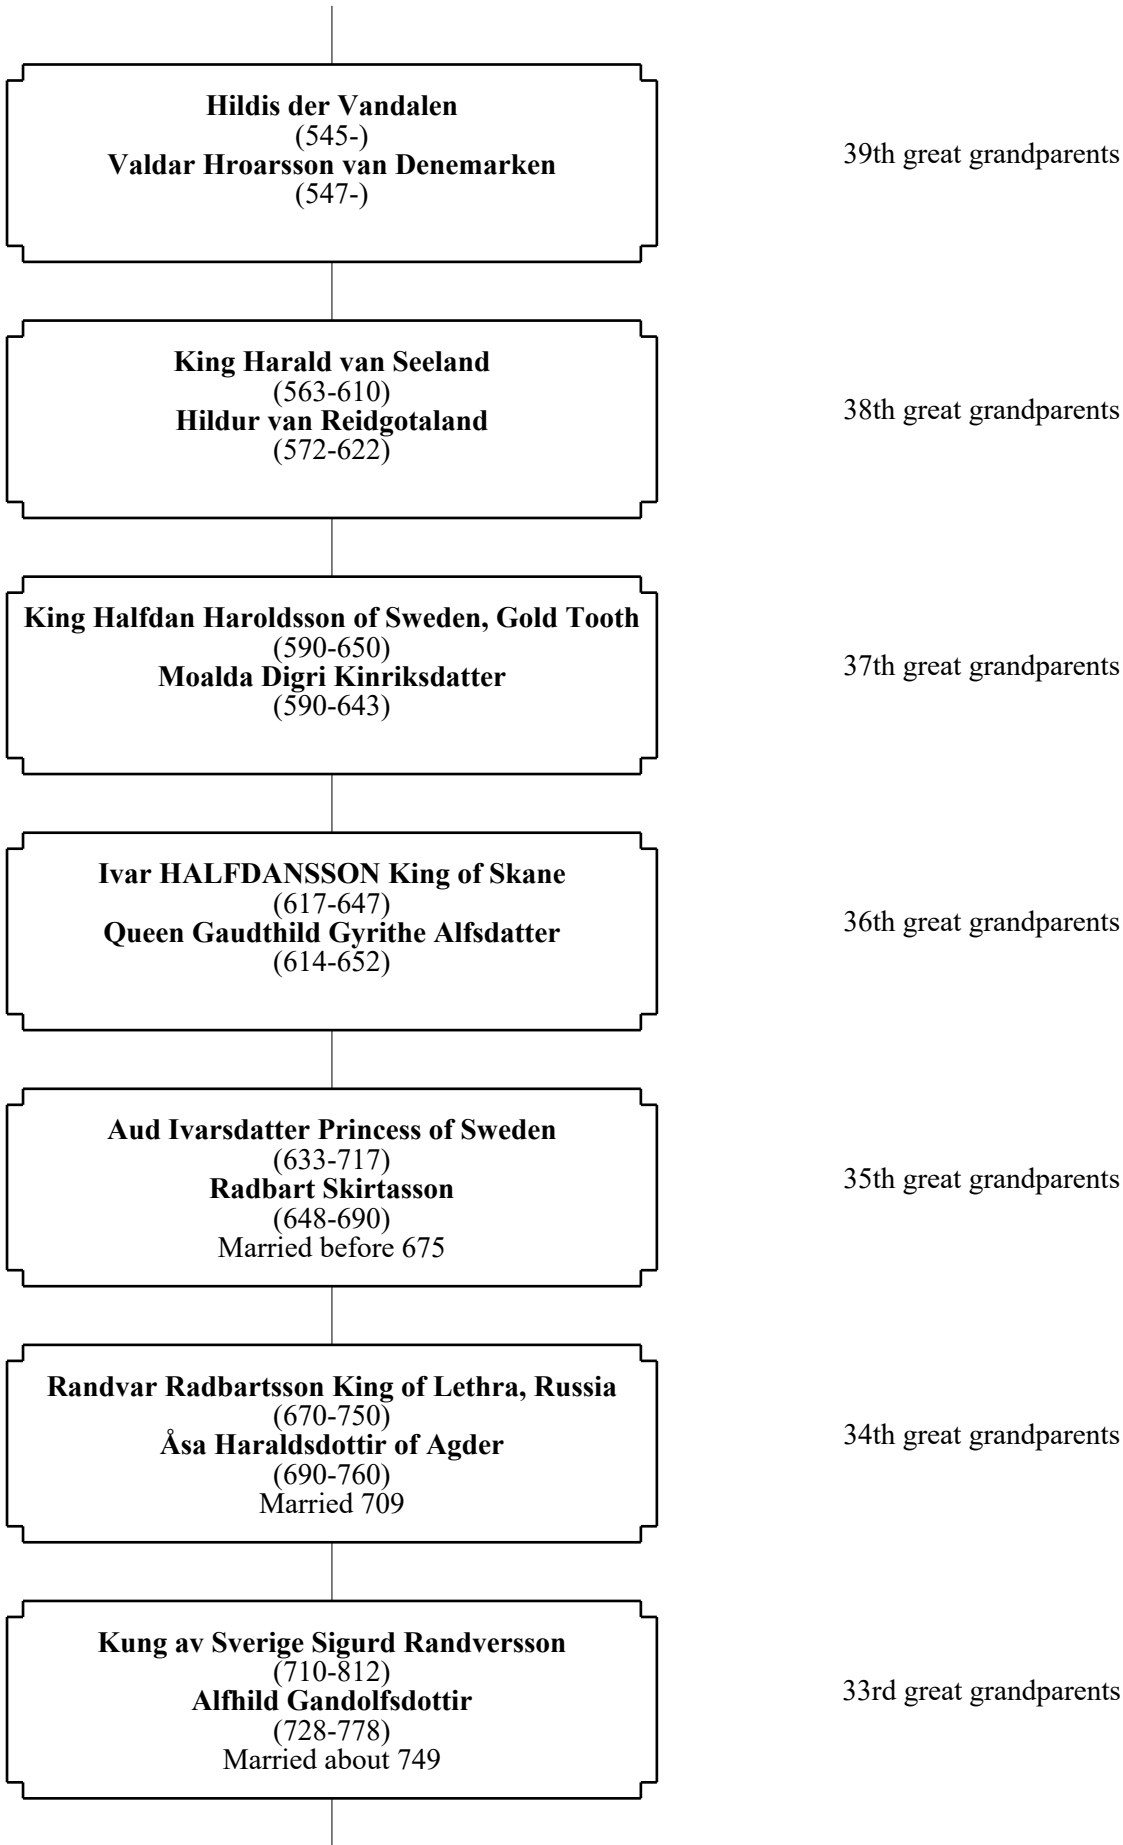 Hildis der Vandalen
(545-)
Valdar Hroarsson van Denemarken
(547-)
39th great grandparents
King Harald van Seeland
(563-610)
Hildur van Reidgotaland
(572-622)
38th great grandparents
King Halfdan Haroldsson of Sweden, Gold Tooth
(590-650)
Moalda Digri Kinriksdatter
(590-643)
37th great grandparents
Ivar HALFDANSSON King of Skane
(617-647)
Queen Gaudthild Gyrithe Alfsdatter
(614-652)
36th great grandparents
Aud Ivarsdatter Princess of Sweden
(633-717)
Radbart Skirtasson
(648-690)
Married before 675
35th great grandparents
Randvar Radbartsson King of Lethra, Russia
(670-750)
Åsa Haraldsdottir of Agder
(690-760)
Married 709
34th great grandparents
Kung av Sverige Sigurd Randversson
(710-812)
Alfhild Gandolfsdottir
(728-778)
Married about 749
33rd great grandparents